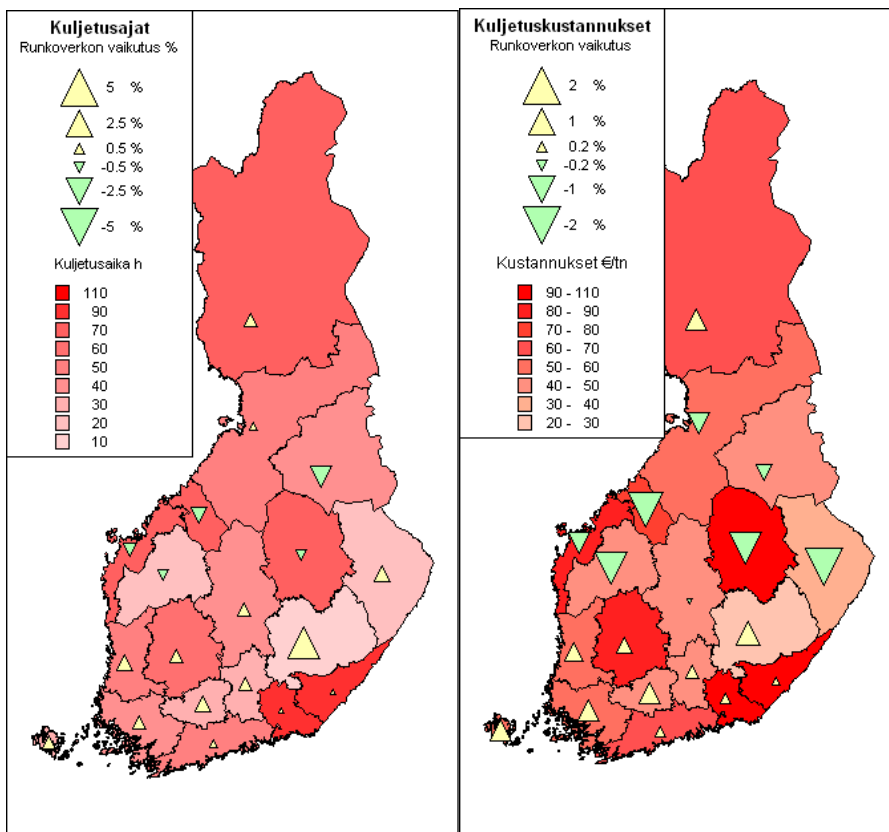 Kuljetusajat
Runkoverkon vaikutus %
5 %
2.5 %
0.5 %
-0.5 %
-2.5 %
-5 %
Kuljetusaika h
110
90
70
60
50
40
30
20
10
Kuljetuskustannukset
Runkoverkon vaikutus
2 %
1 %
0.2 %
-0.2 %
-1 %
-2 %
Kustannukset €/tn
90 - 110
80 - 90
70 - 80
60 - 70
50 - 60
40 - 50
30 - 40
20 - 30